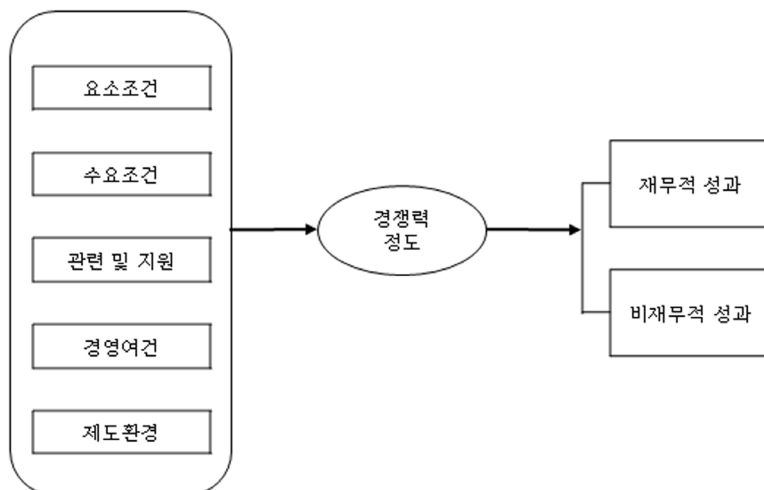 요소조건
수요조건
관련 및 지원
경영여건
제도환경
경쟁력
정도
재무적 성과
비재무적 성과